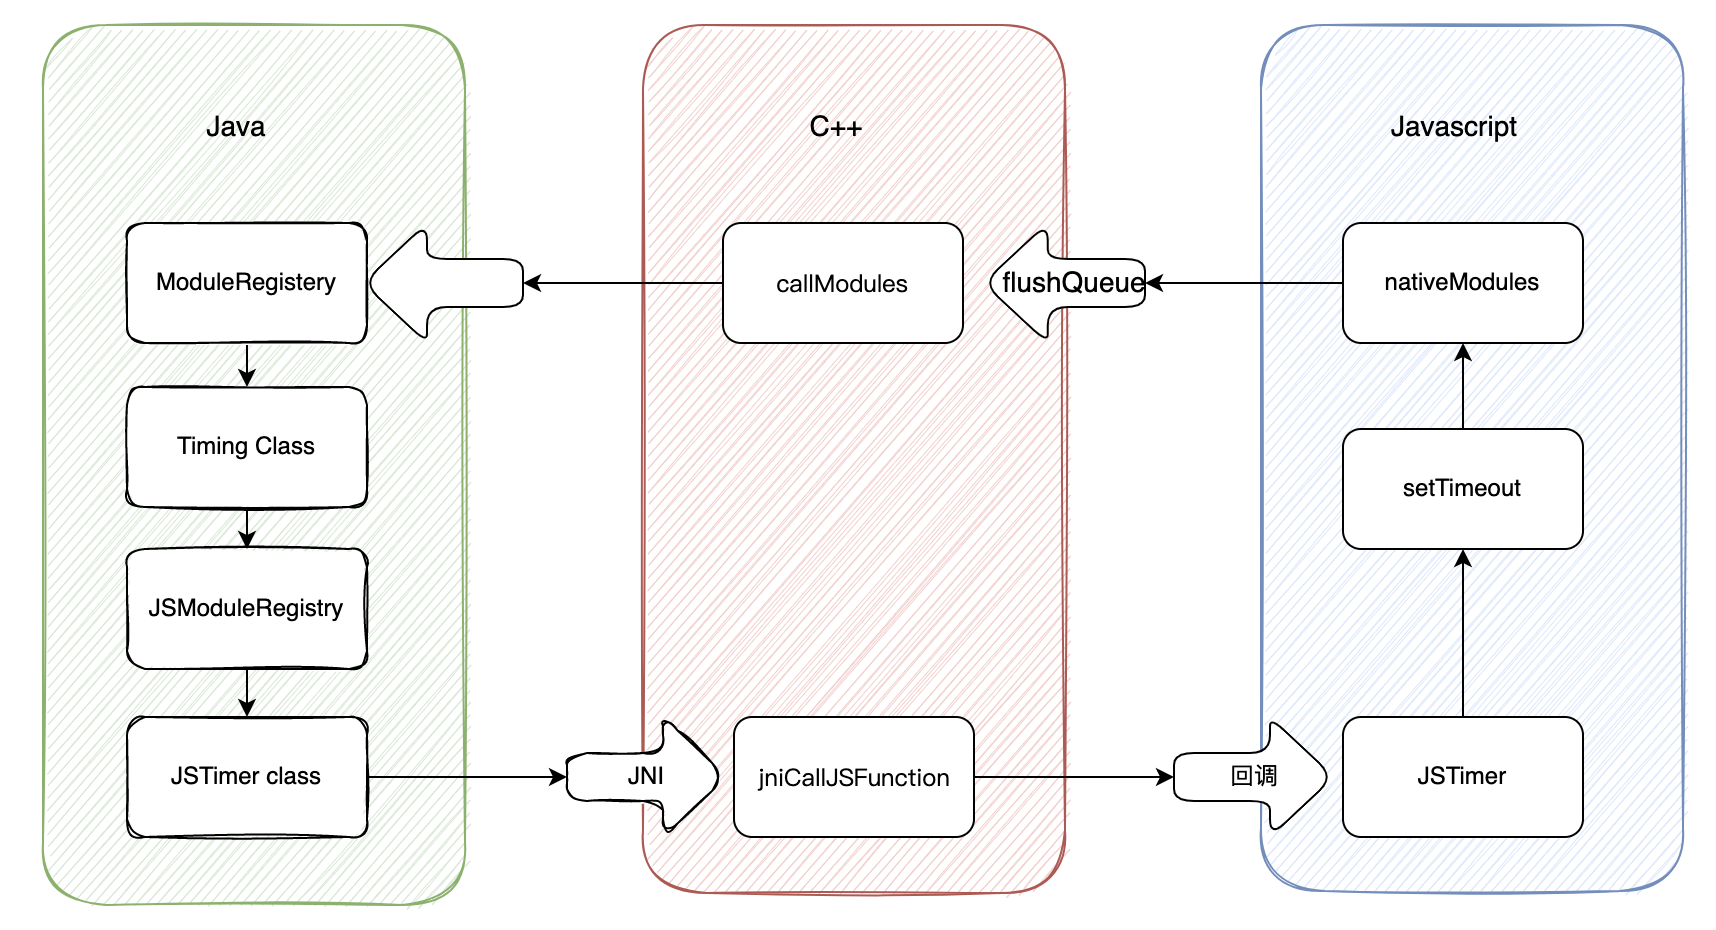 Java
C++
Javascript
ModuleRegistery
callModules
flushQueue
nativeModules
Timing Class
setTimeout
JSModuleRegistry
JSTimer class
JNI
jniCallJSFunction
回调
JSTimer